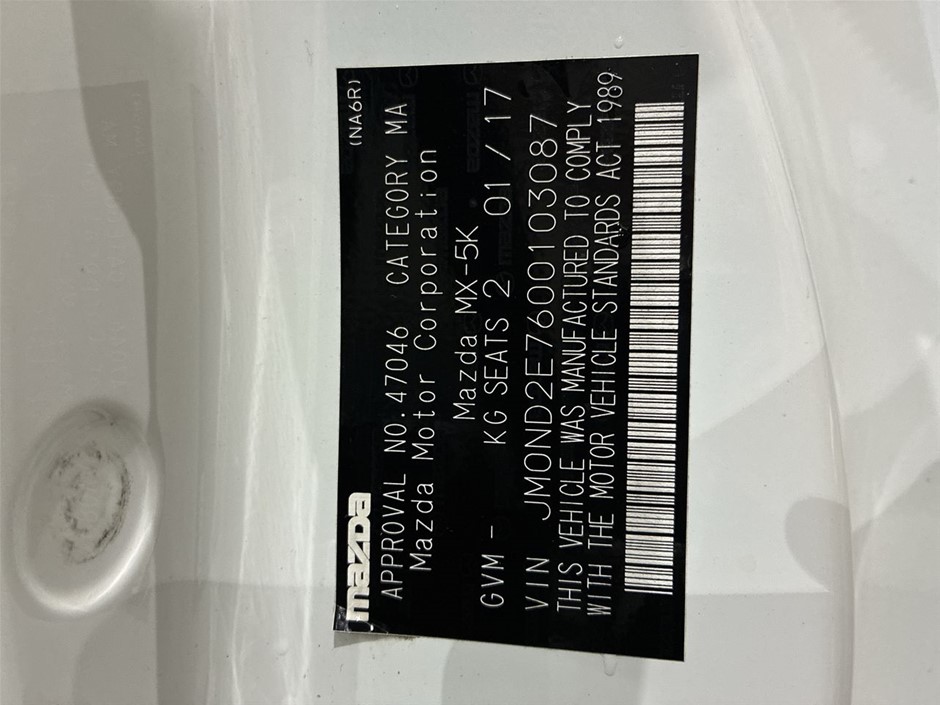 mazda (NA6R)
APPROVAL NO.47046 CATEGORY MA
Mazda Motor Corporation
Mazda MX-5K
GVM - KG SEATS 2 01/17
VIN JM0ND2E7600103087
THIS VEHICLE WAS MANUFACTURED TO COMPLY
WITH THE MOTOR VEHICLE STANDARDS ACT 1989